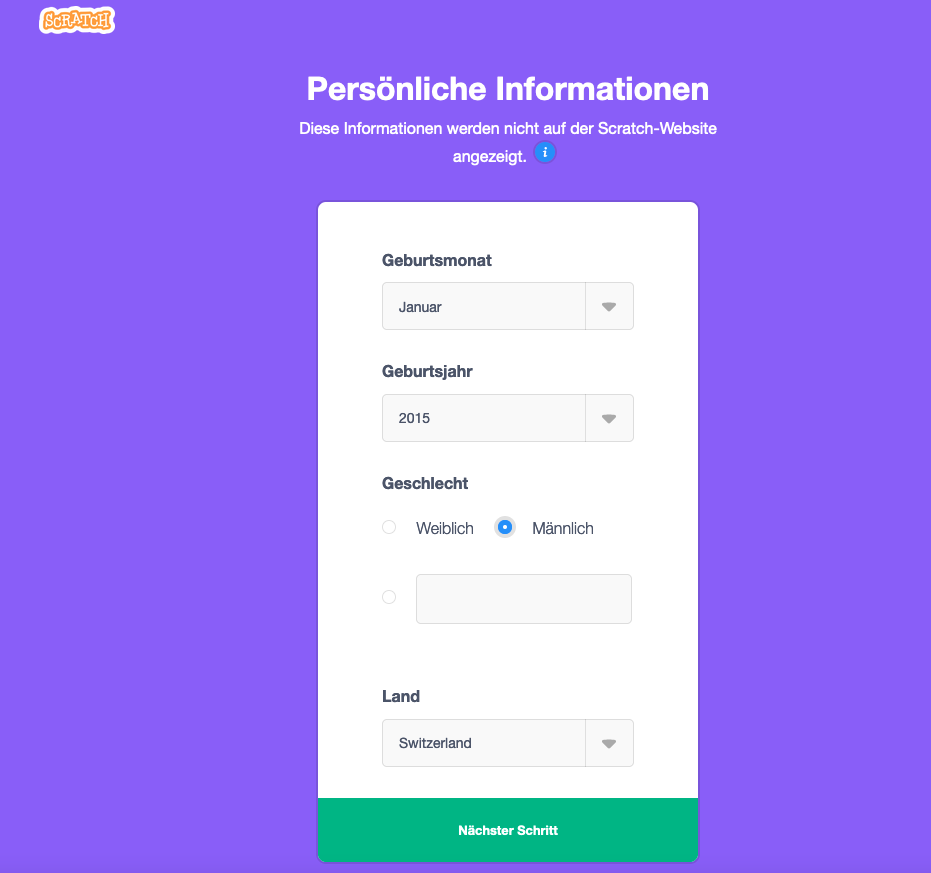 SCRATCH
Persönliche Informationen
Diese Informationen werden nicht auf der Scratch-Website
angezeigt. i
Geburtsmonat
Januar
Geburtsjahr
2015
Geschlecht
Weiblich Männlich
Land
Switzerland
Nächster Schritt